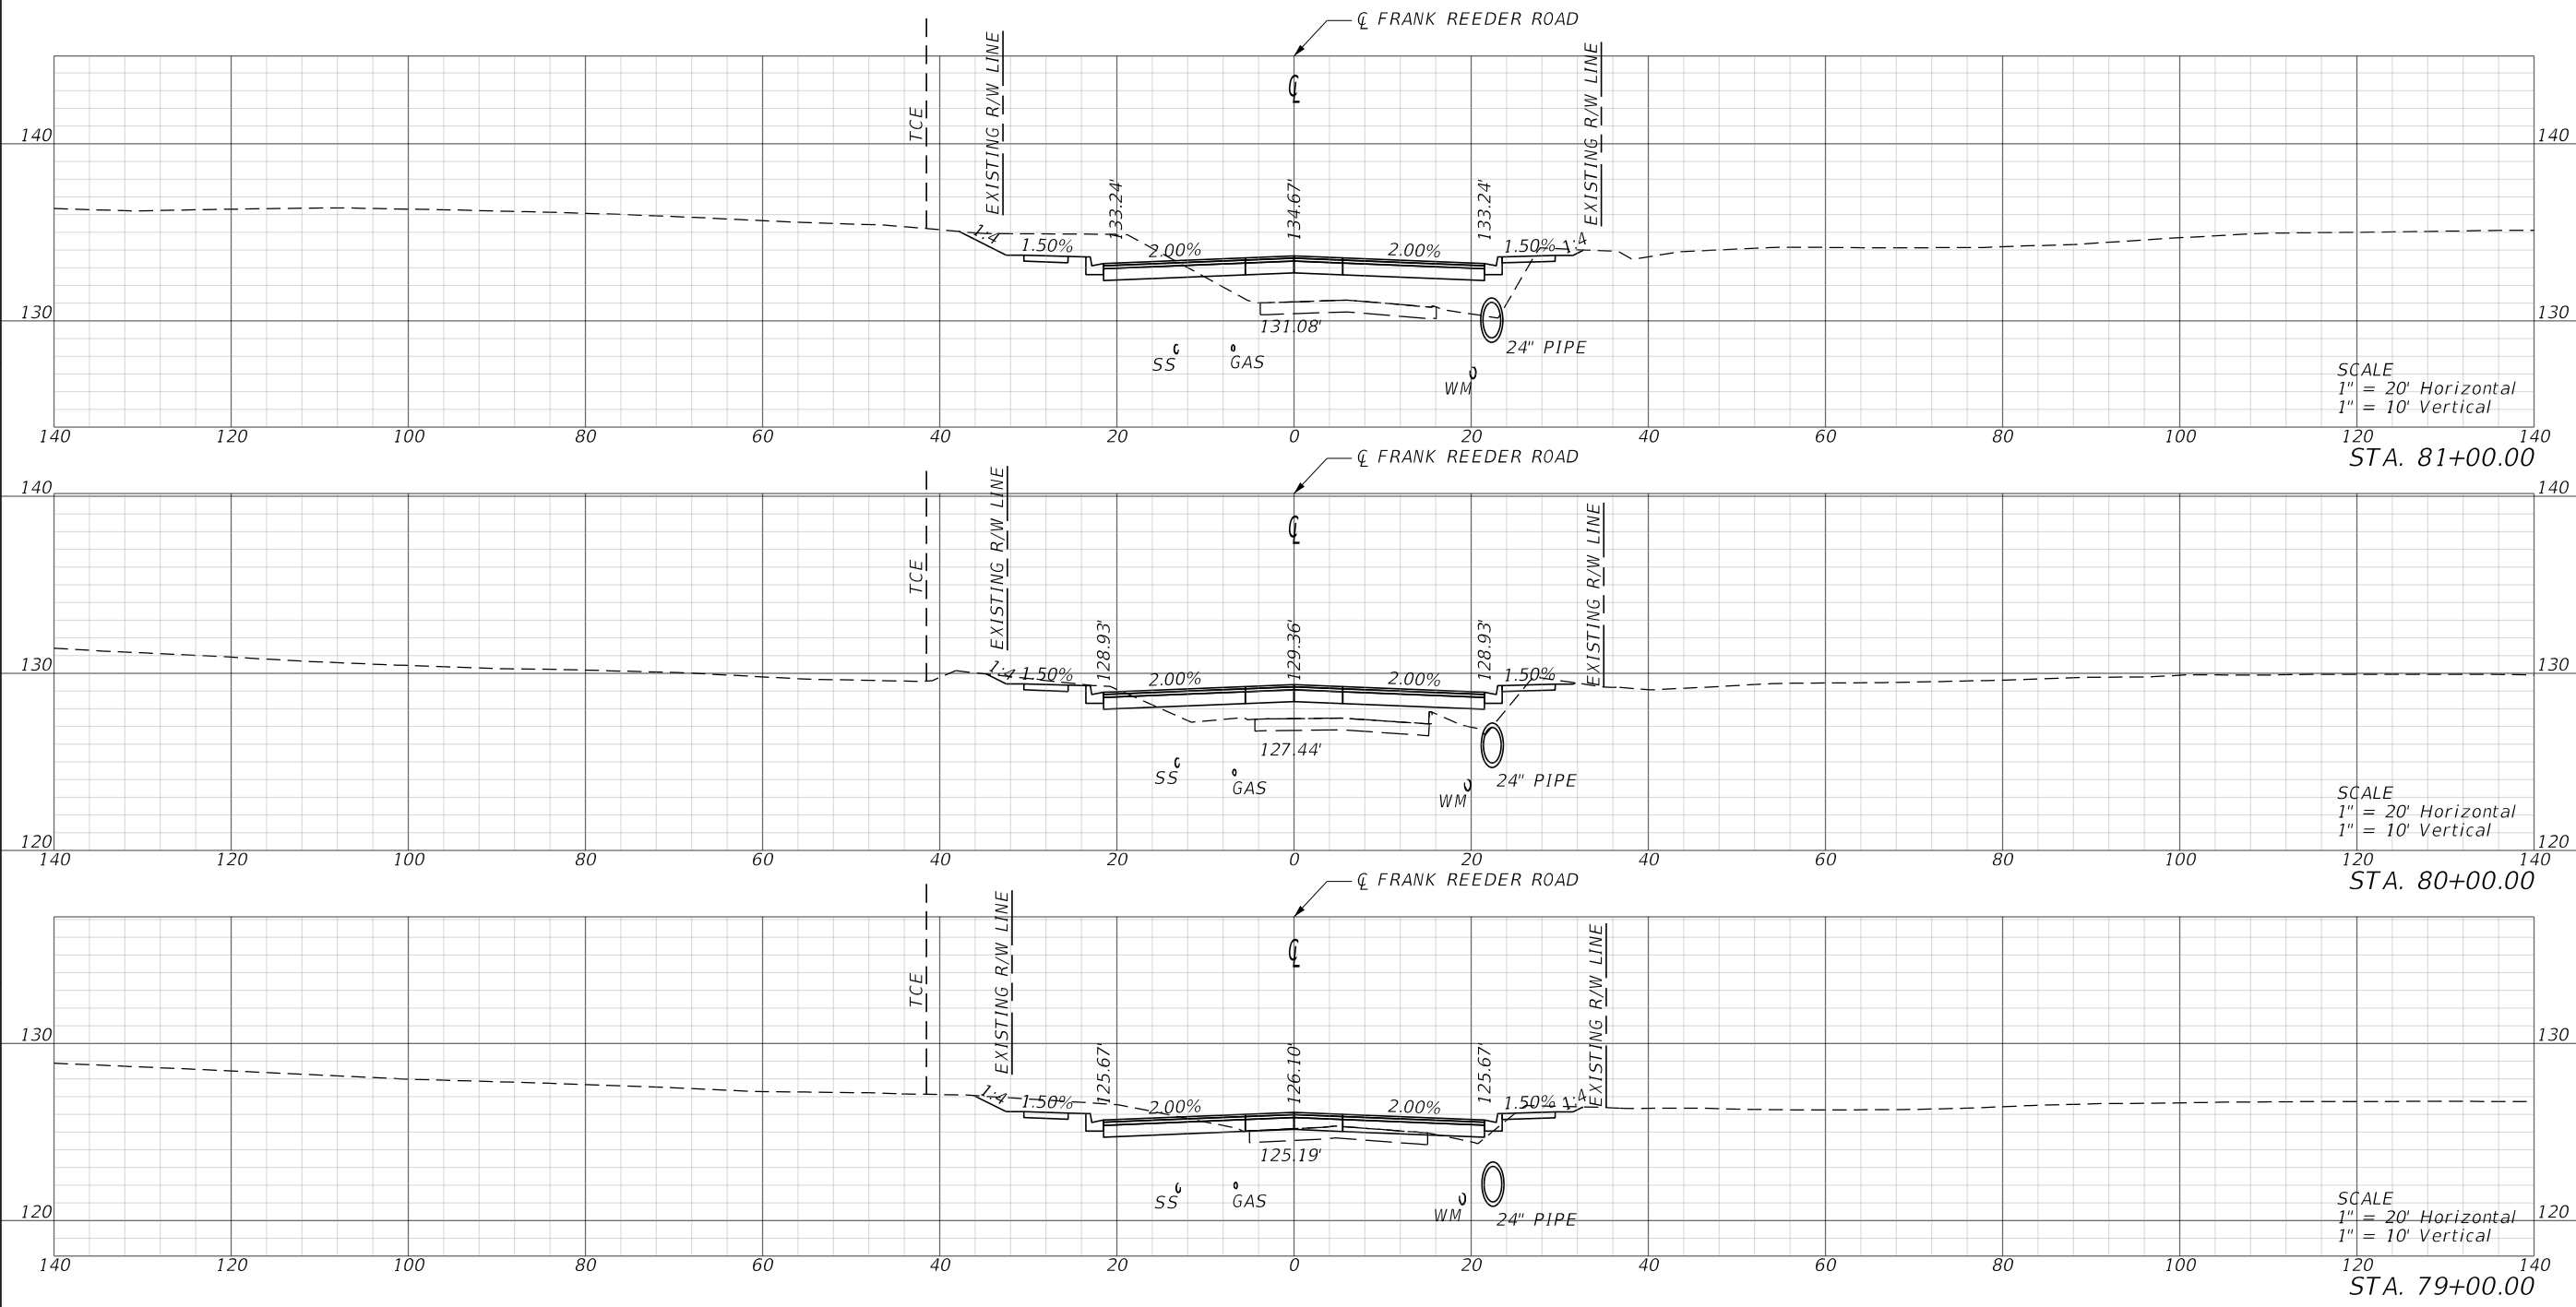 ℄ FRANK REEDER ROAD
TCE
EXISTING R/W LINE
℄
EXISTING R/W LINE
140 140
133.24' 134.67' 133.24'
1:4 1.50% 2.00% 2.00% 1.50% 1:4
130 130
131.08'
SS GAS 24" PIPE
WM
SCALE
1" = 20' Horizontal
1" = 10' Vertical
140 120 100 80 60 40 20 0 20 40 60 80 100 120 140
STA. 81+00.00
℄ FRANK REEDER ROAD
140 140
TCE
EXISTING R/W LINE
℄
EXISTING R/W LINE
128.93' 129.36' 128.93'
130 130
1:4 1.50% 2.00% 2.00% 1.50%
127.44'
SS GAS 24" PIPE
WM
SCALE
1" = 20' Horizontal
1" = 10' Vertical
120 120
140 120 100 80 60 40 20 0 20 40 60 80 100 120 140
STA. 80+00.00
℄ FRANK REEDER ROAD
TCE
EXISTING R/W LINE
℄
EXISTING R/W LINE
130 130
125.67' 126.10' 125.67'
1:4 1.50% 2.00% 2.00% 1.50% 1:4
125.19'
SS GAS
WM 24" PIPE
120 120
SCALE
1" = 20' Horizontal
1" = 10' Vertical
140 120 100 80 60 40 20 0 20 40 60 80 100 120 140
STA. 79+00.00